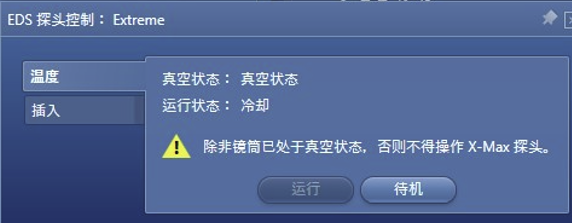 EDS 探头控制： Extreme
温度
插入
真空状态： 真空状态
运行状态： 冷却
除非镜筒已处于真空状态，否则不得操作 X-Max 探头。
运行
待机